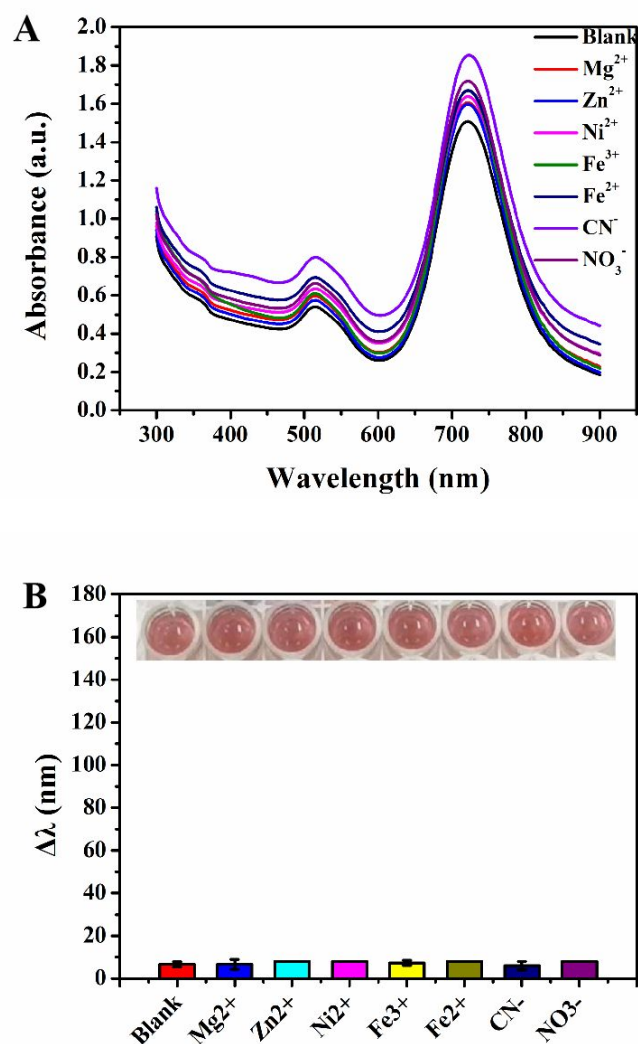 A
2.0
1.8
1.6
1.4
1.2
1.0
0.8
0.6
0.4
0.2
0.0
Absorbance (a.u.)
300 400 500 600 700 800 900
Wavelength (nm)
Blank
Mg²⁺
Zn²⁺
Ni²⁺
Fe³⁺
Fe²⁺
CN⁻
NO₃⁻
B
180
160
140
120
100
80
60
40
20
0
Δλ (nm)
Blank Mg2+ Zn2+ Ni2+ Fe3+ Fe2+ CN- NO3-